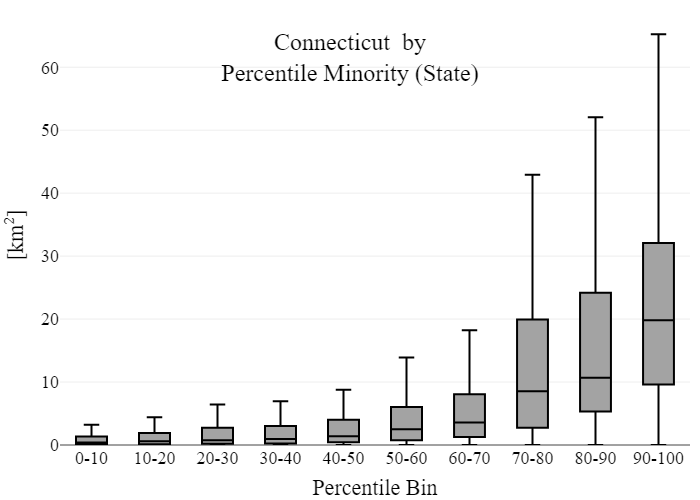 Connecticut by
Percentile Minority (State)
[km²]
60
50
40
30
20
10
0
0-10 10-20 20-30 30-40 40-50 50-60 60-70 70-80 80-90 90-100
Percentile Bin